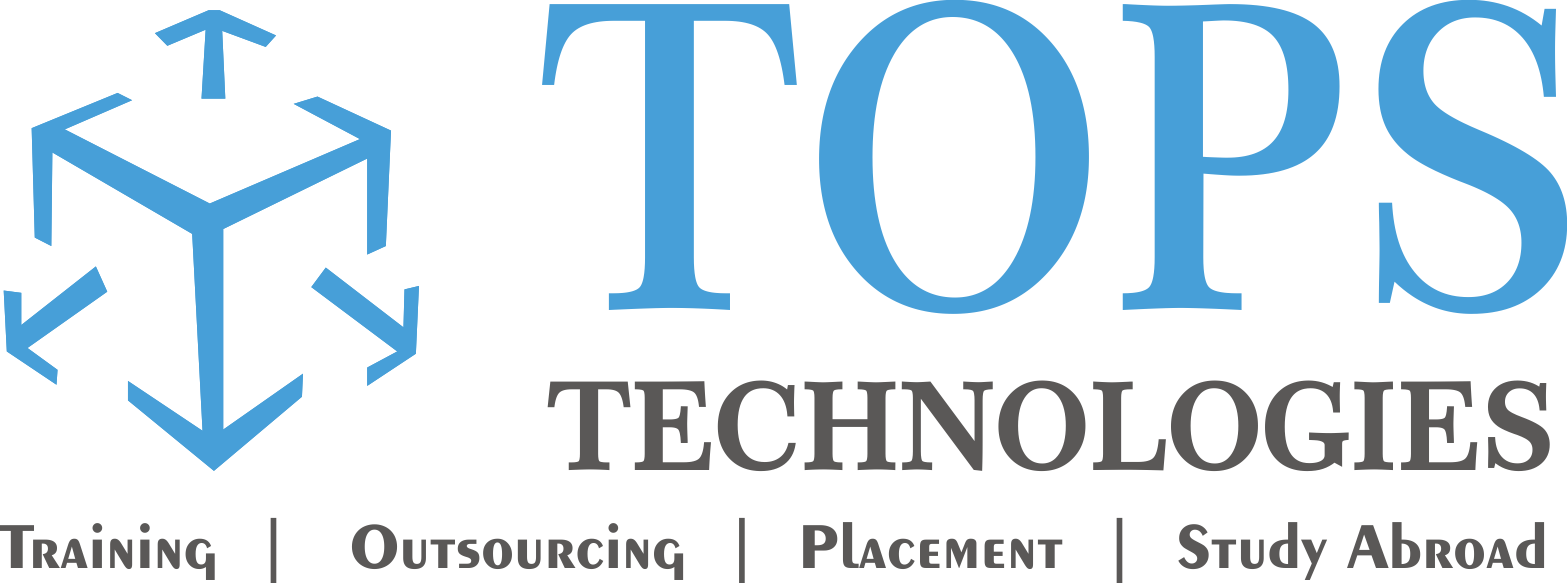 TOPS
TECHNOLOGIES
Training | Outsourcing | Placement | Study Abroad